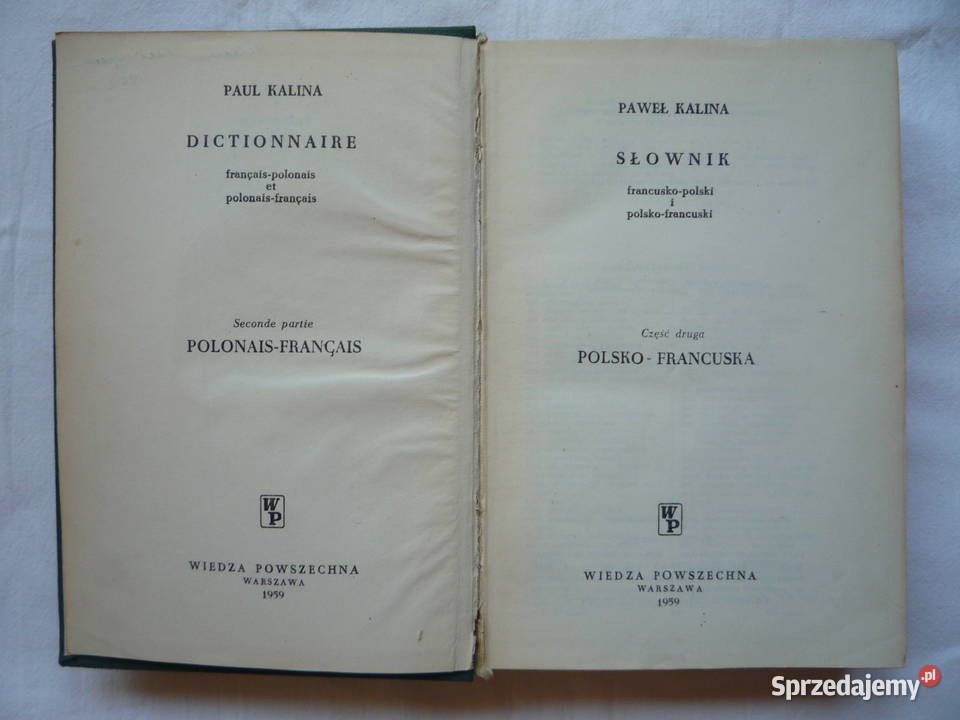 PAUL KALINA
DICTIONNAIRE
français-polonais
et
polonais-français
Seconde partie
POLONAIS-FRANÇAIS
WP
WIEDZA POWSZECHNA
WARSZAWA
1959
PAWEŁ KALINA
SŁOWNIK
francusko-polski
i
polsko-francuski
Część druga
POLSKO-FRANCUSKA
WP
WIEDZA POWSZECHNA
WARSZAWA
1959
Sprzedajemy.pl